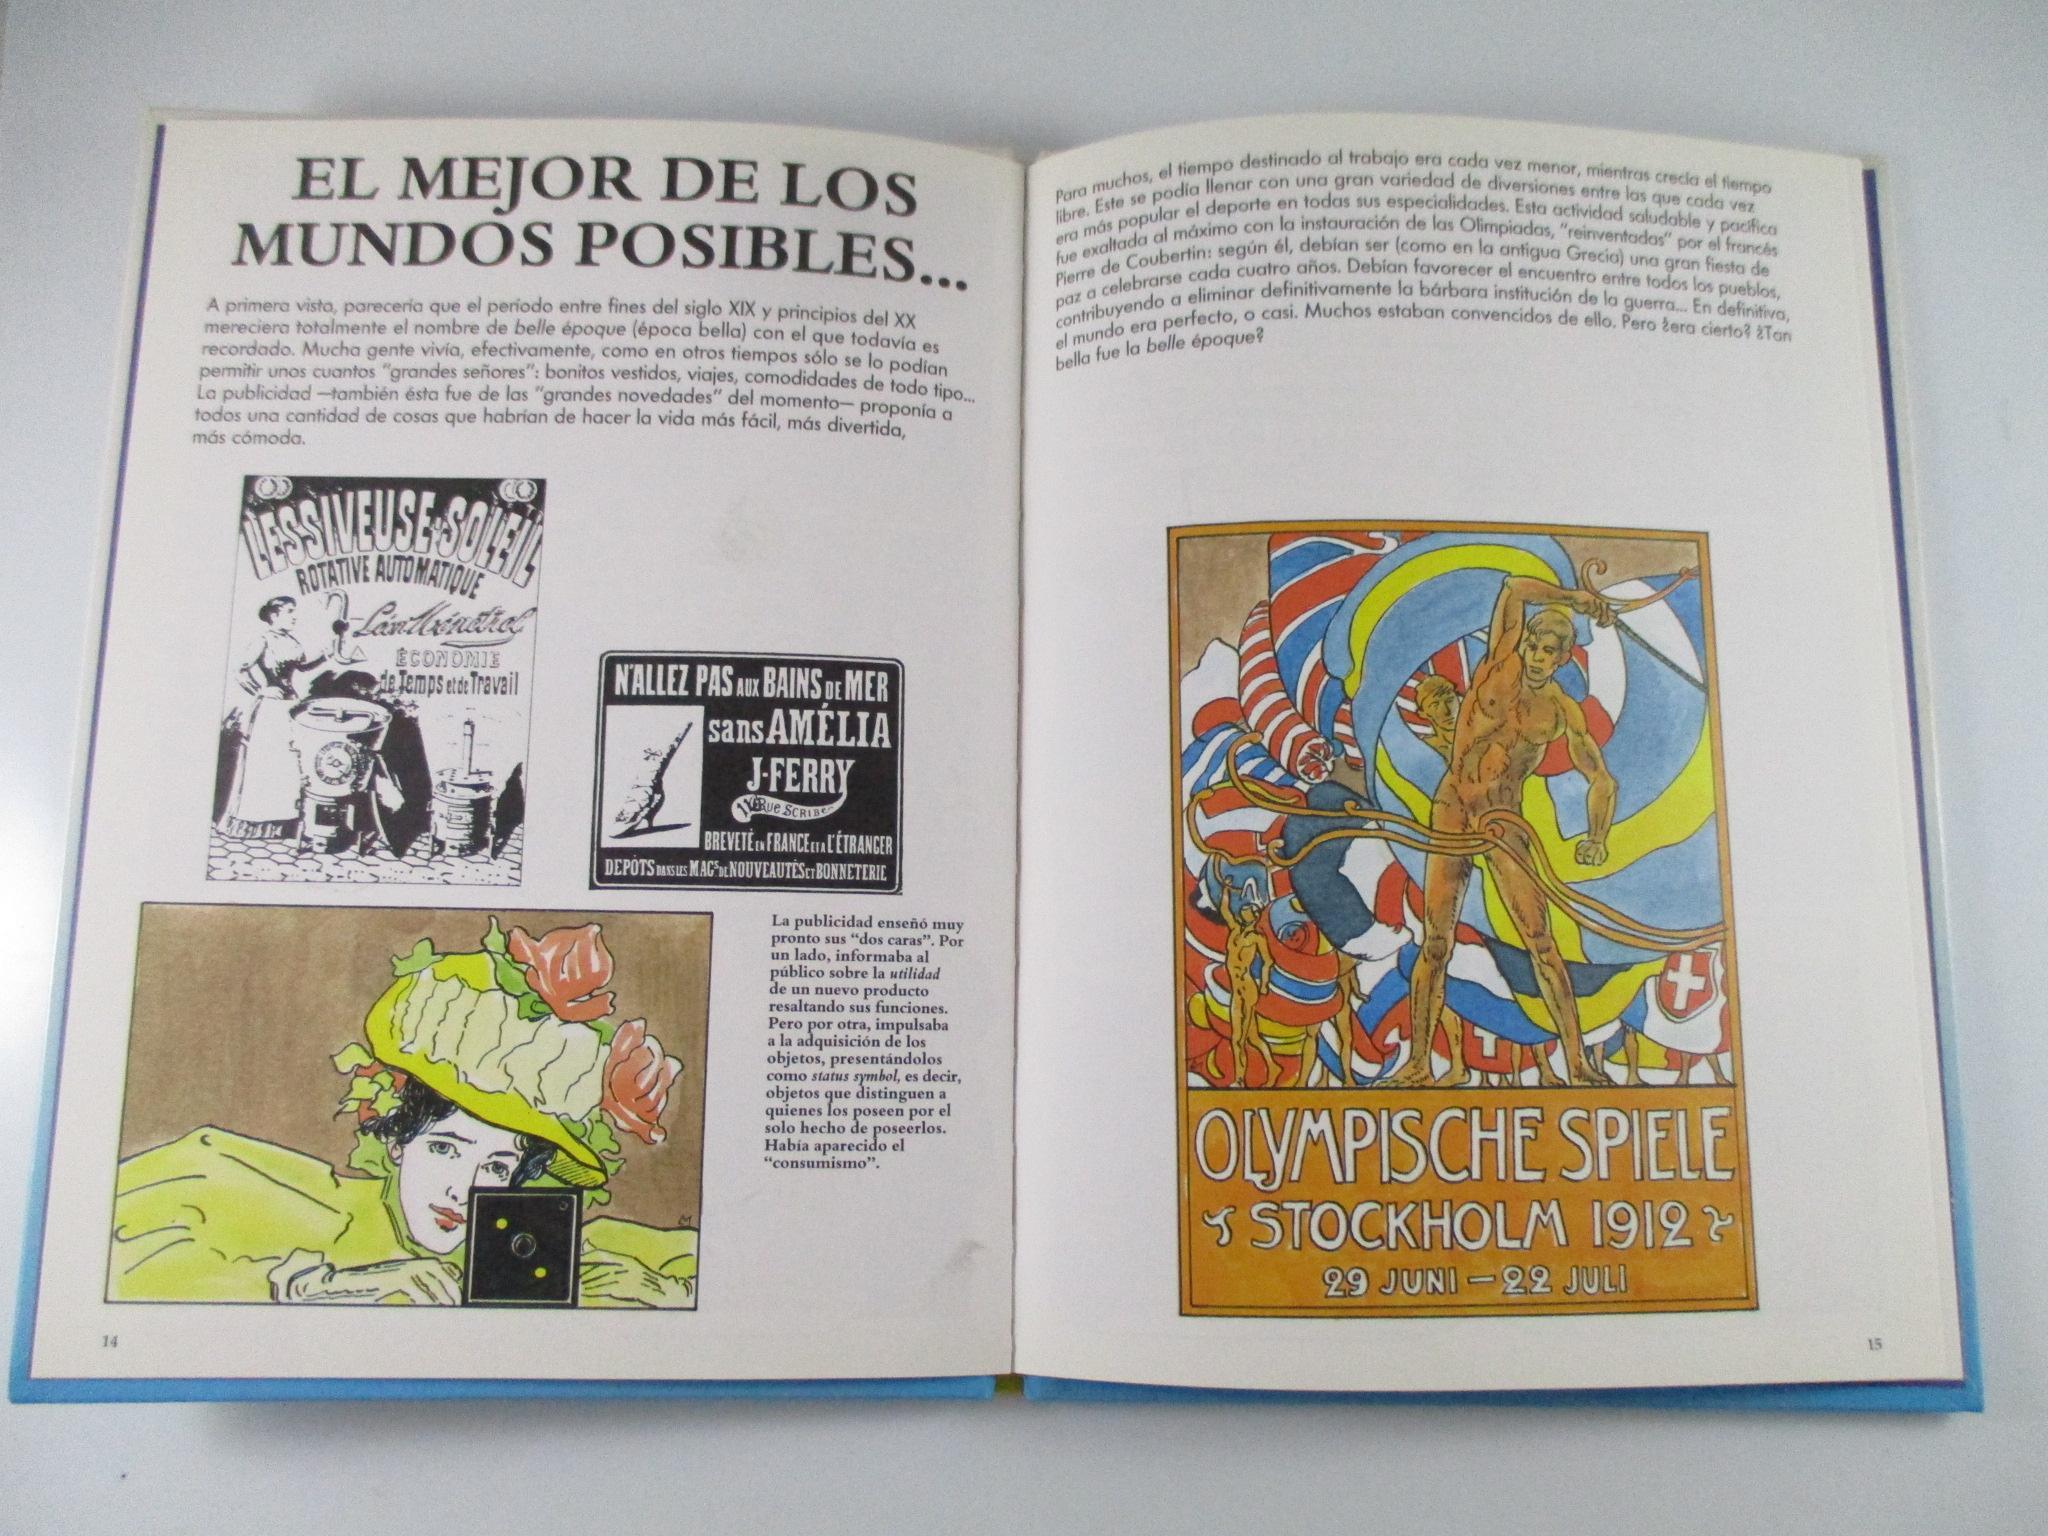 EL MEJOR DE LOS
MUNDOS POSIBLES...
A primera vista, parecería que el período entre fines del siglo XIX y principios del XX
mereciera totalmente el nombre de belle époque (época bella) con el que todavía es
recordado. Mucha gente vivía, efectivamente, como en otros tiempos sólo se lo podían
permitir unos cuantos "grandes señores": bonitos vestidos, viajes, comodidades de todo tipo...
La publicidad —también ésta fue de las "grandes novedades" del momento— proponía a
todos una cantidad de cosas que habrían de hacer la vida más fácil, más divertida,
más cómoda.
LESSIVEUSE-SOLEIL
ROTATIVE AUTOMATIQUE
ÉCONOMIE
de Temps et de Travail
N'ALLEZ PAS AUX BAINS DE MER
sans AMÉLIA
J-FERRY
RUE SCRIBE
BREVETÉ EN FRANCE ET A L'ÉTRANGER
DEPÔTS DANS LES MAGS DE NOUVEAUTÉS ET BONNETERIE
La publicidad enseñó muy
pronto sus "dos caras". Por
un lado, informaba al
público sobre la utilidad
de un nuevo producto
resaltando sus funciones.
Pero por otra, impulsaba
a la adquisición de los
objetos, presentándolos
como status symbol, es decir,
objetos que distinguen a
quienes los poseen por el
solo hecho de poseerlos.
Había aparecido el
"consumismo".
14
Para muchos, el tiempo destinado al trabajo era cada vez menor, mientras crecía el tiempo
libre. Este se podía llenar con una gran variedad de diversiones entre las que cada vez
era más popular el deporte en todas sus especialidades. Esta actividad saludable y pacífica
fue exaltada al máximo con la instauración de las Olimpiadas, "reinventadas" por el francés
Pierre de Coubertin: según él, debían ser (como en la antigua Grecia) una gran fiesta de
paz a celebrarse cada cuatro años. Debían favorecer el encuentro entre todos los pueblos,
contribuyendo a eliminar definitivamente la bárbara institución de la guerra... En definitiva,
el mundo era perfecto, o casi. Muchos estaban convencidos de ello. Pero ¿era cierto? ¿Tan
bella fue la belle époque?
OLYMPISCHE SPIELE
STOCKHOLM 1912
29 JUNI — 22 JULI
15